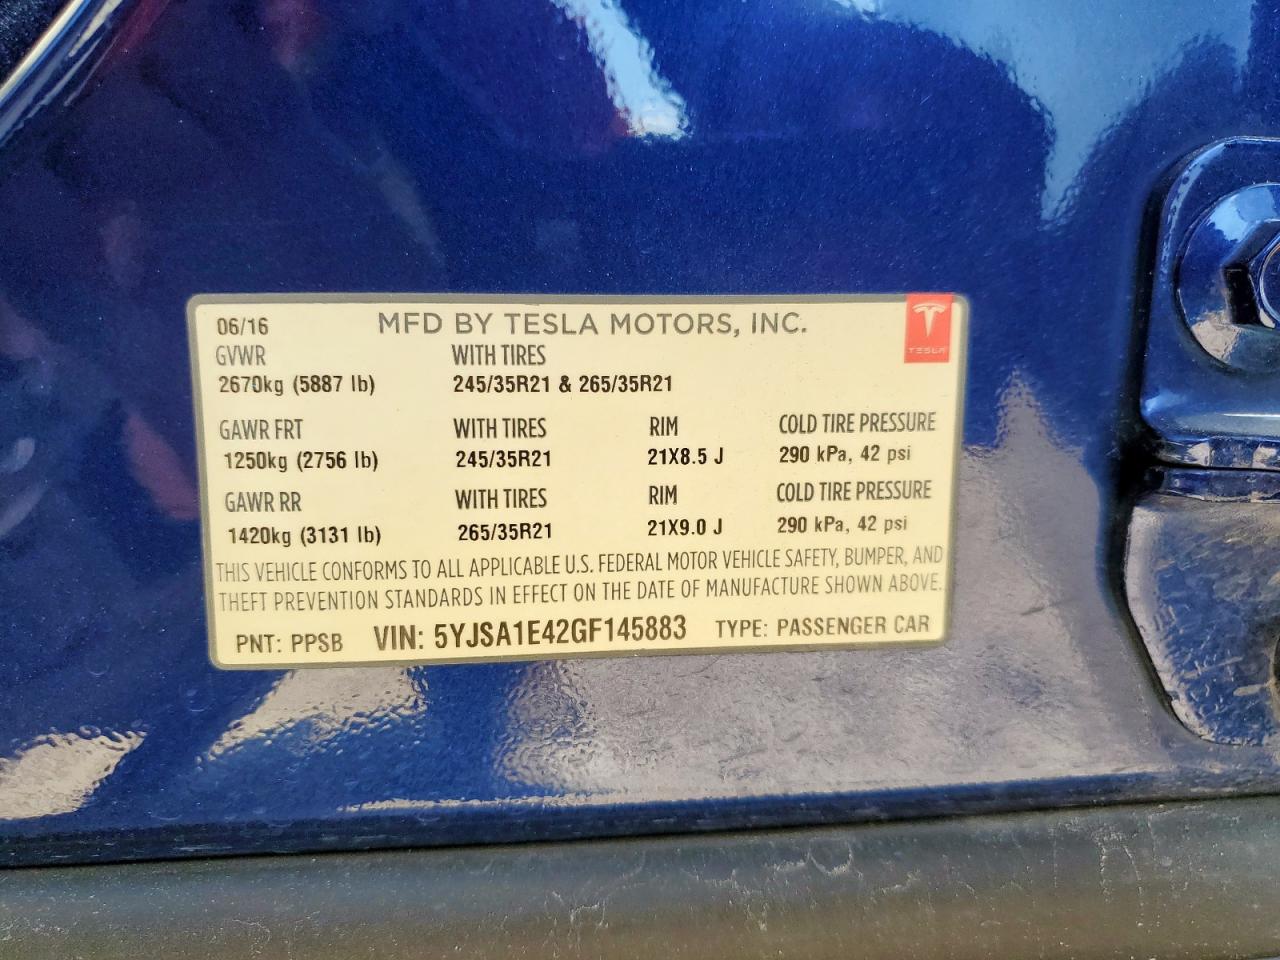 06/16 MFD BY TESLA MOTORS, INC.
TESLA
GVWR WITH TIRES
2670kg (5887 lb) 245/35R21 & 265/35R21
GAWR FRT WITH TIRES RIM COLD TIRE PRESSURE
1250kg (2756 lb) 245/35R21 21X8.5 J 290 kPa, 42 psi
GAWR RR WITH TIRES RIM COLD TIRE PRESSURE
1420kg (3131 lb) 265/35R21 21X9.0 J 290 kPa, 42 psi
THIS VEHICLE CONFORMS TO ALL APPLICABLE U.S. FEDERAL MOTOR VEHICLE SAFETY, BUMPER, AND
THEFT PREVENTION STANDARDS IN EFFECT ON THE DATE OF MANUFACTURE SHOWN ABOVE.
PNT: PPSB VIN: 5YJSA1E42GF145883 TYPE: PASSENGER CAR